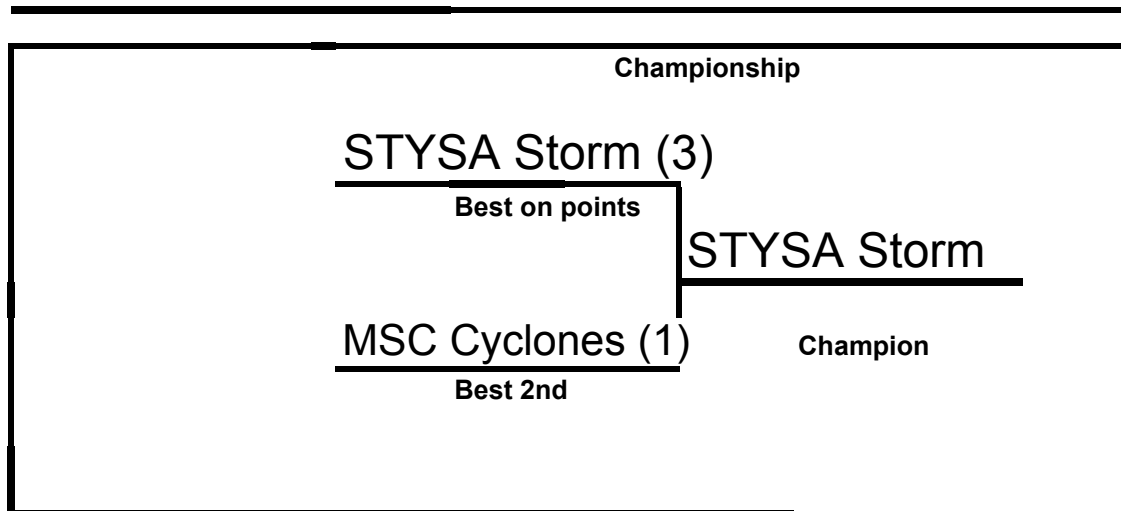 Championship
STYSA Storm (3)
Best on points
STYSA Storm
MSC Cyclones (1)
Champion
Best 2nd